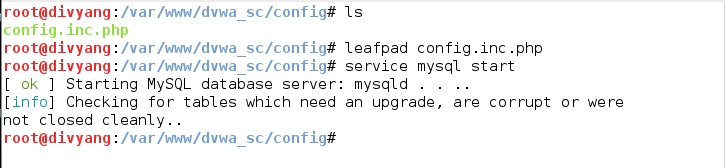 root@divyang:/var/www/dvwa_sc/config# ls
config.inc.php
root@divyang:/var/www/dvwa_sc/config# leafpad config.inc.php
root@divyang:/var/www/dvwa_sc/config# service mysql start
[ ok ] Starting MySQL database server: mysqld . . ..
[info] Checking for tables which need an upgrade, are corrupt or were
not closed cleanly..
root@divyang:/var/www/dvwa_sc/config#